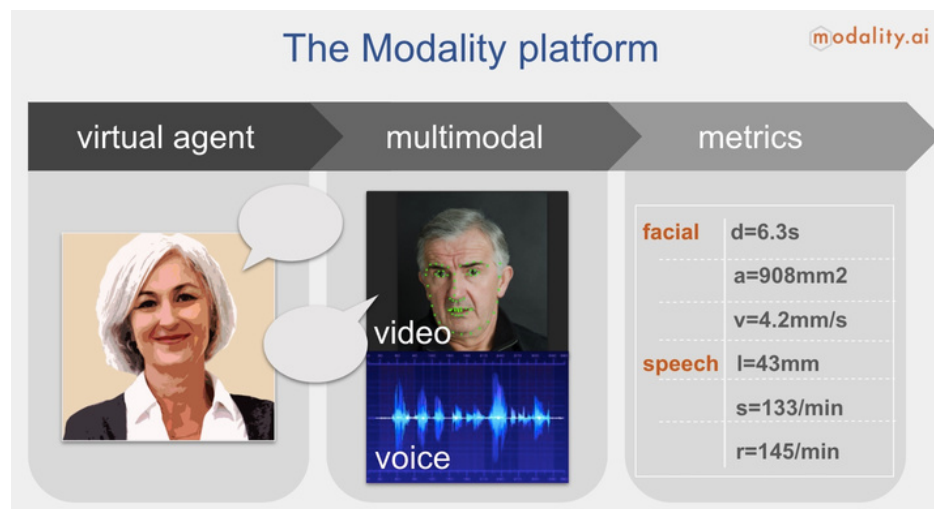 The Modality platform
modality.ai
virtual agent
multimodal
metrics
video
voice
facial d=6.3s
a=908mm2
v=4.2mm/s
speech l=43mm
s=133/min
r=145/min